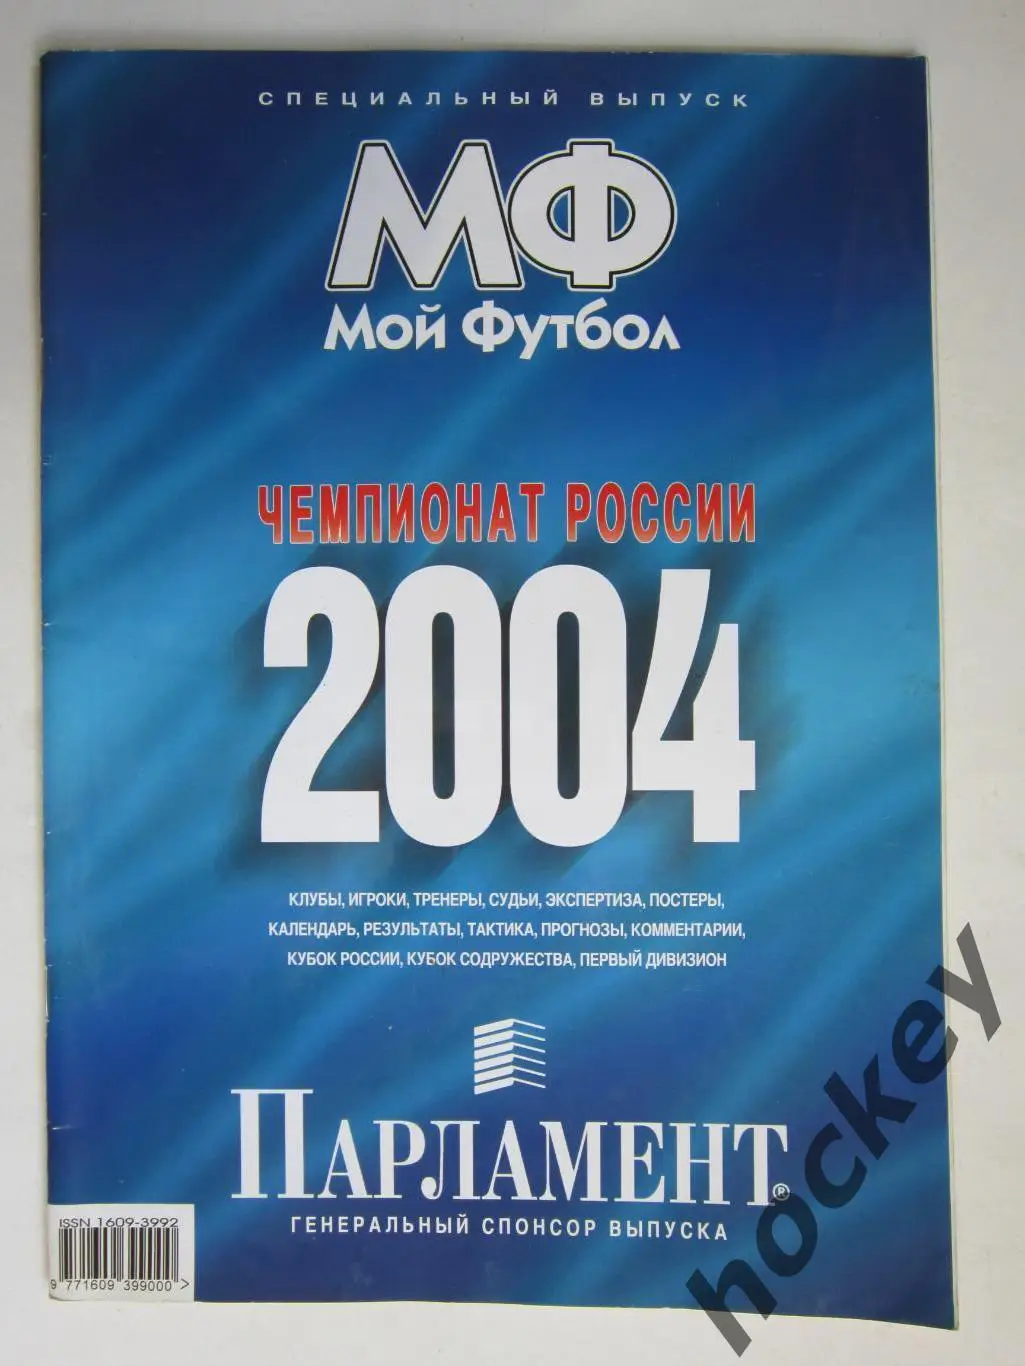 СПЕЦИАЛЬНЫЙ ВЫПУСК
МФ
Мой Футбол
ЧЕМПИОНАТ РОССИИ
2004
КЛУБЫ, ИГРОКИ, ТРЕНЕРЫ, СУДЬИ, ЭКСПЕРТИЗА, ПОСТЕРЫ,
КАЛЕНДАРЬ, РЕЗУЛЬТАТЫ, ТАКТИКА, ПРОГНОЗЫ, КОММЕНТАРИИ,
КУБОК РОССИИ, КУБОК СОДРУЖЕСТВА, ПЕРВЫЙ ДИВИЗИОН
ПАРЛАМЕНТ®
ГЕНЕРАЛЬНЫЙ СПОНСОР ВЫПУСКА
ISSN 1609-3992
9 771609 399000 >
hockey